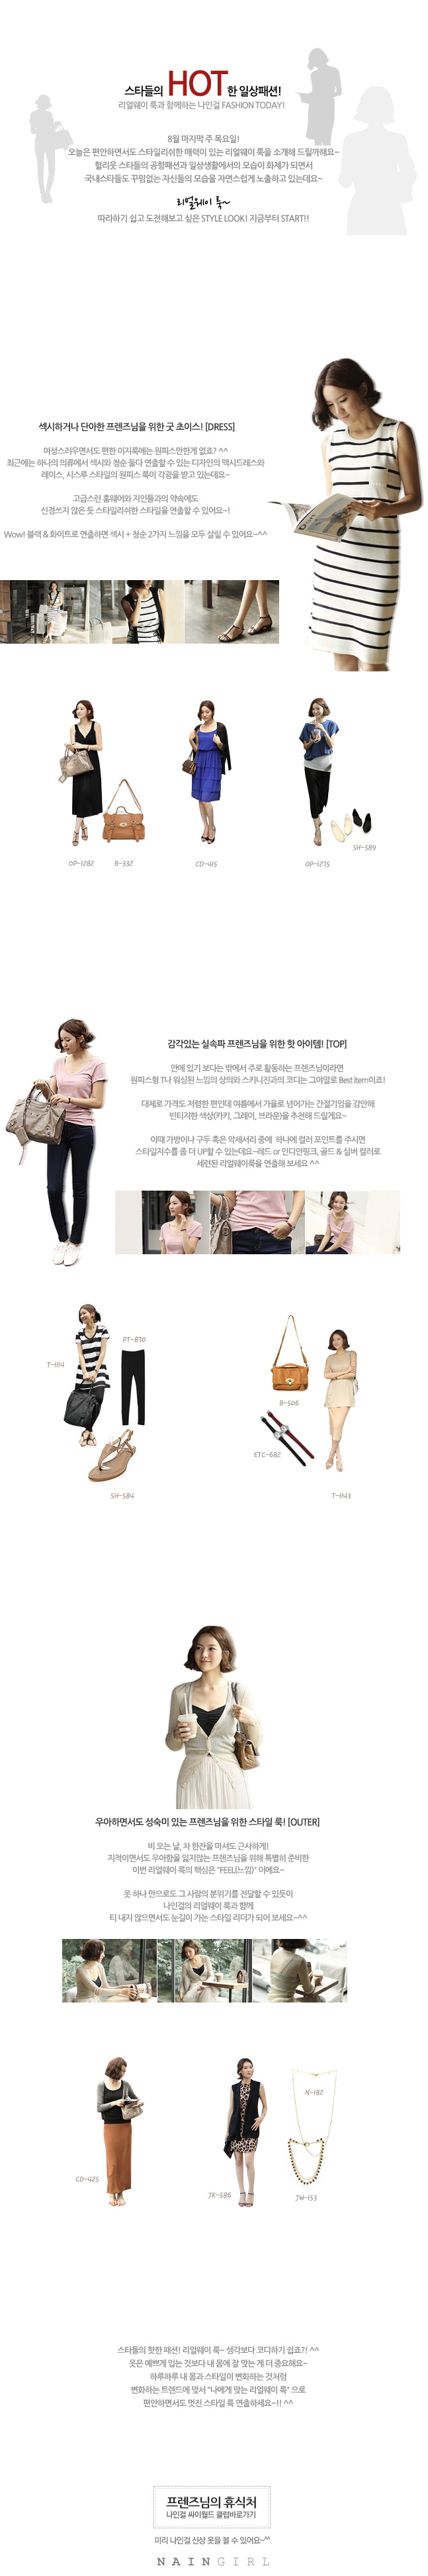 스타들의 HOT한 일상패션!
리얼웨이 룩과 함께하는 나인걸 FASHION TODAY!
8월 마지막 주 목요일!
오늘은 편안하면서도 스타일리쉬한 매력이 있는 리얼웨이 룩을 소개해 드릴까해요~
헐리웃 스타들의 공항패션과 일상생활에서의 모습이 화제가 되면서
국내스타들도 꾸밈없는 자신들의 모습을 자연스럽게 노출하고 있는데요~
리얼웨이 룩~
따라하기 쉽고 도전해보고 싶은 STYLE LOOK! 지금부터 START!!
섹시하거나 단아한 프렌즈님을 위한 굿 초이스! [DRESS]
여성스러우면서도 편한 이지룩에는 원피스만한게 없죠? ^^
최근에는 하나의 의류에서 섹시와 청순 둘다 연출할 수 있는 디자인의 맥시드레스와
레이스, 시스루 스타일의 원피스 룩이 각광을 받고 있는데요~
고급스런 홈웨어와 지인들과의 약속에도
신경쓰지 않은 듯 스타일리쉬한 스타일을 연출할 수 있어요~!
Wow! 블랙 & 화이트로 연출하면 섹시 + 청순 2가지 느낌을 모두 살릴 수 있어요~^^
OP-1282
B-332
CD-415
OP-1275
SH-589
감각있는 실속파 프렌즈님을 위한 핫 아이템! [TOP]
안에 있기 보다는 밖에서 주로 활동하는 프렌즈님이라면
원피스형 T나 워싱된 느낌의 상의와 스키니진과의 코디는 그야말로 Best item이죠!
대체로 가격도 저렴한 편인데 여름에서 가을로 넘어가는 간절기임을 감안해
빈티지한 색상(카키, 그레이, 브라운)을 추천해 드릴게요~
이때 가방이나 구두 혹은 악세서리 중에 하나에 컬러 포인트를 주시면
스타일지수를 좀 더 UP할 수 있는데요~레드 or 인디안핑크, 골드 & 실버 컬러로
세련된 리얼웨이룩을 연출해 보세요 ^^
PT-870
T-1114
SH-584
B-506
ETC-682
T-1143
우아하면서도 성숙미 있는 프렌즈님을 위한 스타일 룩! [OUTER]
비 오는 날, 차 한잔을 마셔도 근사하게!
지적이면서도 우아함을 잃지않는 프렌즈님을 위해 특별히 준비한
이번 리얼웨이 룩의 핵심은 "FEEL(느낌)" 이에요~
옷 하나 만으로도 그 사람의 분위기를 전달할 수 있듯이
나인걸의 리얼웨이 룩과 함께
티 내지 않으면서도 눈길이 가는 스타일 리더가 되어 보세요~^^
CD-425
JK-586
N-182
JW-153
스타들의 핫한 패션! 리얼웨이 룩~ 생각보다 코디하기 쉽죠?! ^^
옷은 예쁘게 입는 것보다 내 몸에 잘 맞는 게 더 중요해요~
하루하루 내 몸과 스타일이 변화하는 것처럼
변화하는 트렌드에 맞서 "나에게 맞는 리얼웨이 룩" 으로
편안하면서도 멋진 스타일 룩 연출하세요~!! ^^
프렌즈님의 휴식처
나인걸 싸이월드 클럽바로가기
미리 나인걸 신상 옷을 볼 수 있어요~^^
NAINGIRL